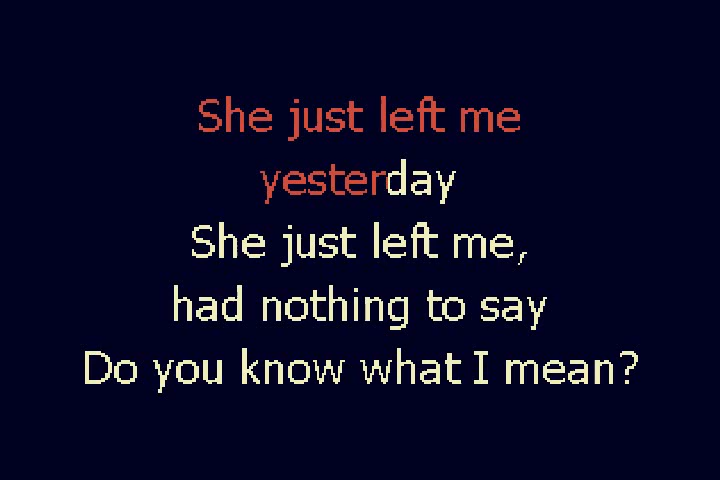 She just left me
yesterday
She just left me,
had nothing to say
Do you know what I mean?